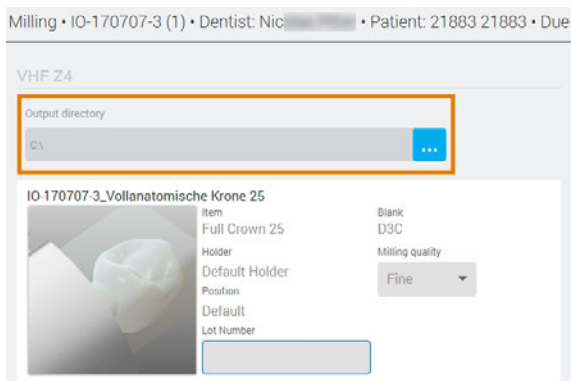 Milling • IO-170707-3 (1) • Dentist: Nic • Patient: 21883 21883 • Due
VHF Z4
Output directory
C:\
...
IO-170707-3_Vollanatomische Krone 25
Item
Full Crown 25
Blank
D3C
Holder
Default Holder
Milling quality
Fine
Position
Default
Lot Number